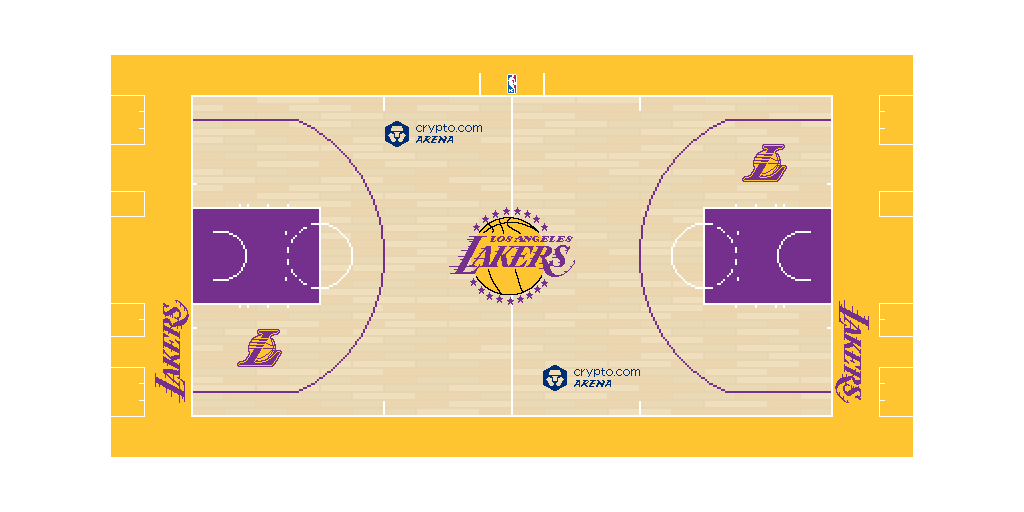 crypto.com
ARENA
L
LOS ANGELES
LAKERS
LAKERS
LAKERS
L
crypto.com
ARENA